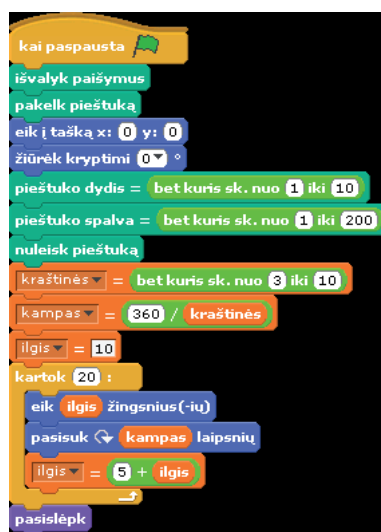 kai paspausta
išvalyk paišymus
pakelk pieštuką
eik į tašką x: 0 y: 0
žiūrėk kryptimi 0 °
pieštuko dydis = bet kuris sk. nuo 1 iki 10
pieštuko spalva = bet kuris sk. nuo 1 iki 200
nuleisk pieštuką
kraštinės = bet kuris sk. nuo 3 iki 10
kampas = 360 / kraštinės
ilgis = 10
kartok 20 :
eik ilgis žingsnius(-ių)
pasisuk kampas laipsnių
ilgis = 5 + ilgis
pasislėpk